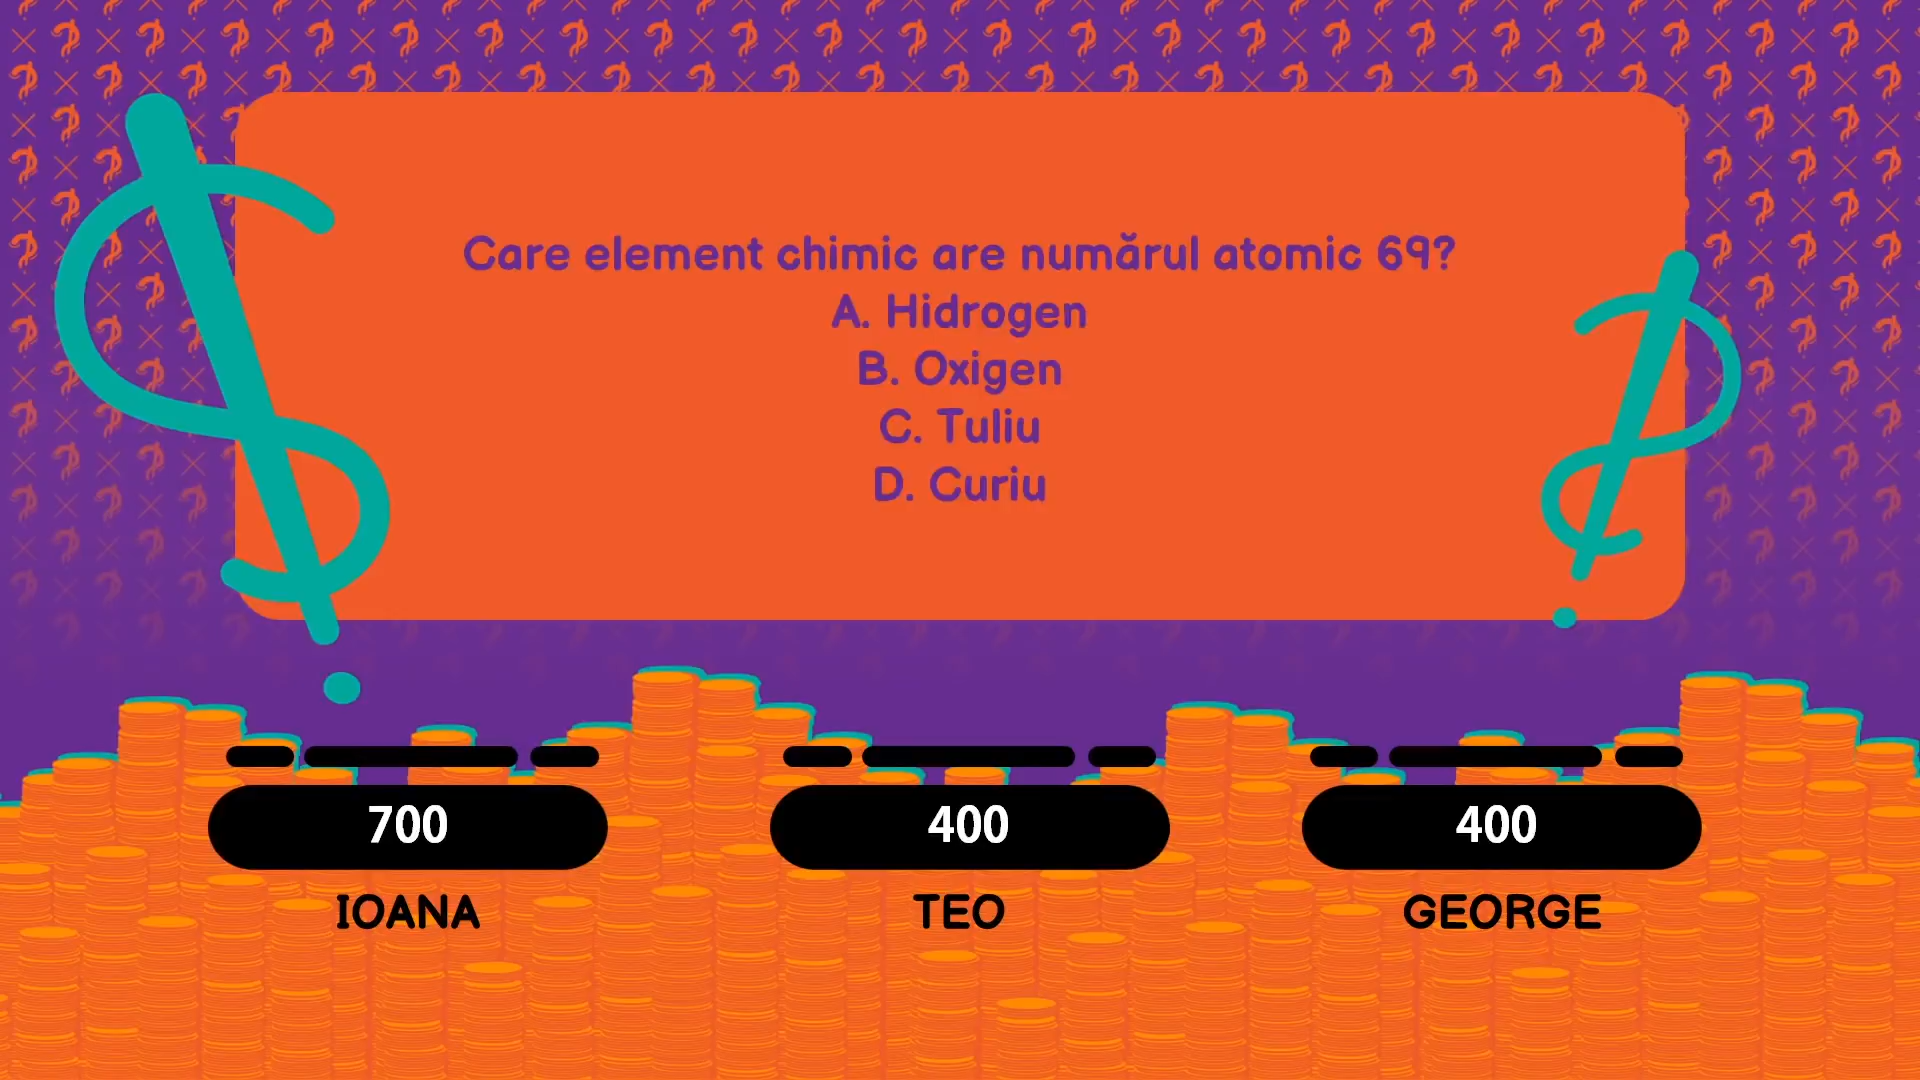 Care element chimic are numărul atomic 69?
A. Hidrogen
B. Oxigen
C. Tuliu
D. Curiu
700
400
400
IOANA
TEO
GEORGE